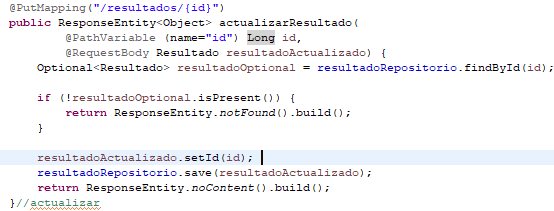 @PutMapping("/resultados/{id}")
public ResponseEntity<Object> actualizarResultado(
@PathVariable (name="id") Long id,
@RequestBody Resultado resultadoActualizado) {
Optional<Resultado> resultadoOptional = resultadoRepositorio.findById(id);
if (!resultadoOptional.isPresent()) {
return ResponseEntity.notFound().build();
}
resultadoActualizado.setId(id);
resultadoRepositorio.save(resultadoActualizado);
return ResponseEntity.noContent().build();
}//actualizar